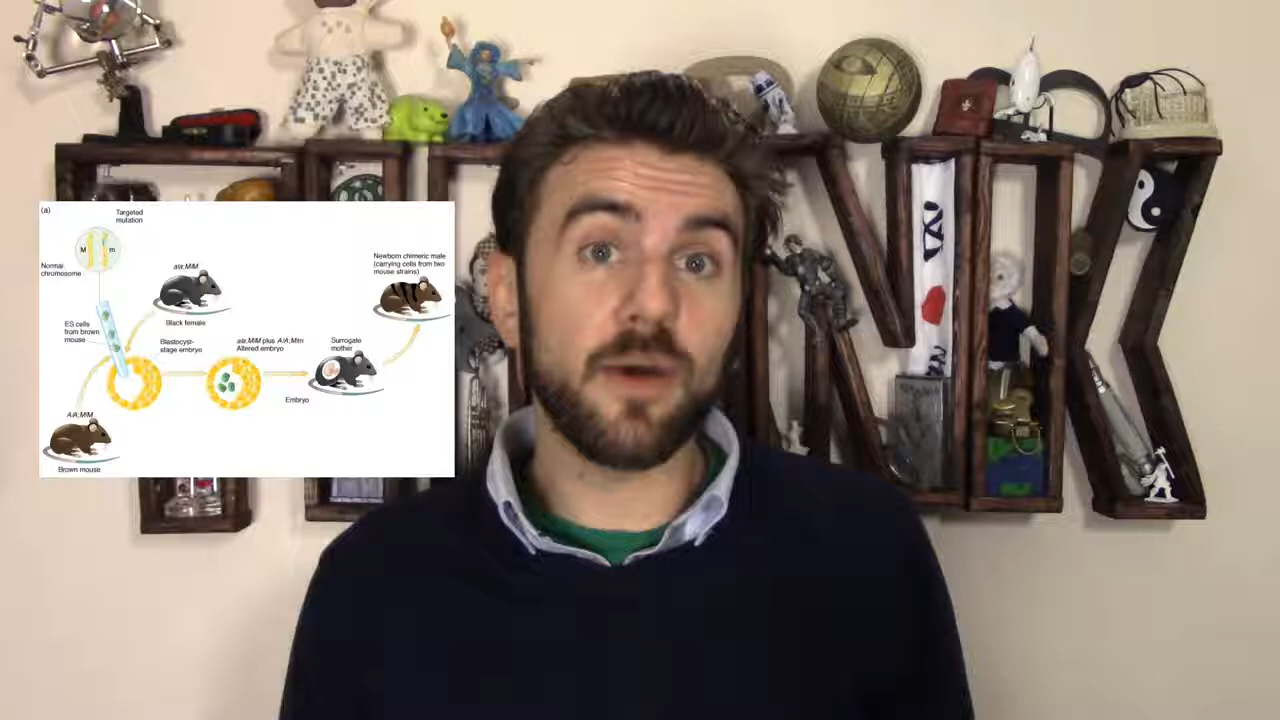 (a)
Targeted
mutation
M m
Normal
chromosome
a/a;M/M
Black female
ES cells
from brown
mouse
Blastocyst-
stage embryo
a/a;M/M plus A/A;M/m
Altered embryo
Surrogate
mother
Newborn chimeric male
(carrying cells from two
mouse strains)
Embryo
A/A;M/M
Brown mouse